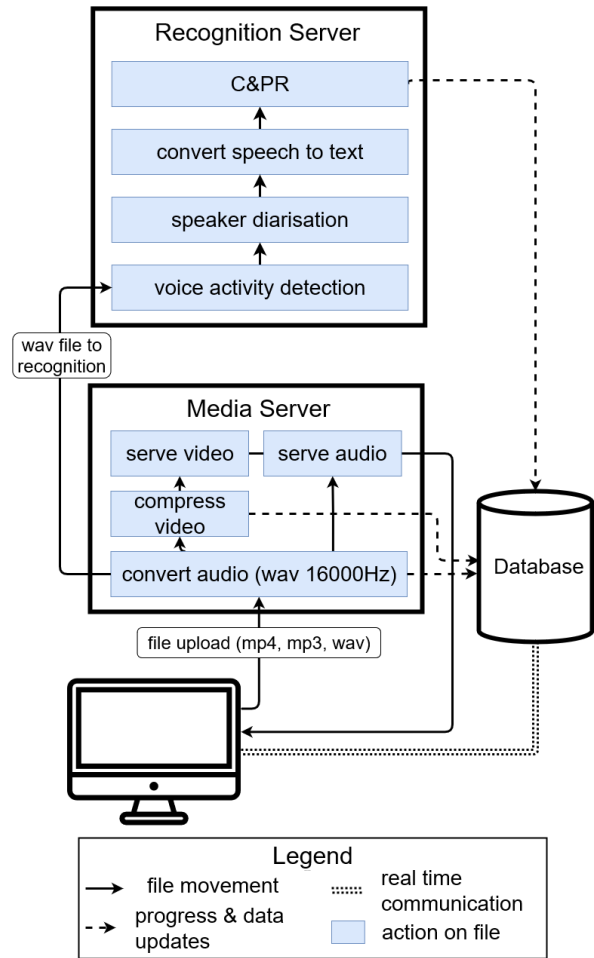 Recognition Server
C&PR
convert speech to text
speaker diarisation
voice activity detection
wav file to
recognition
Media Server
serve video
serve audio
compress
video
convert audio (wav 16000Hz)
Database
file upload (mp4, mp3, wav)
Legend
file movement
real time
communication
progress & data
updates
action on file